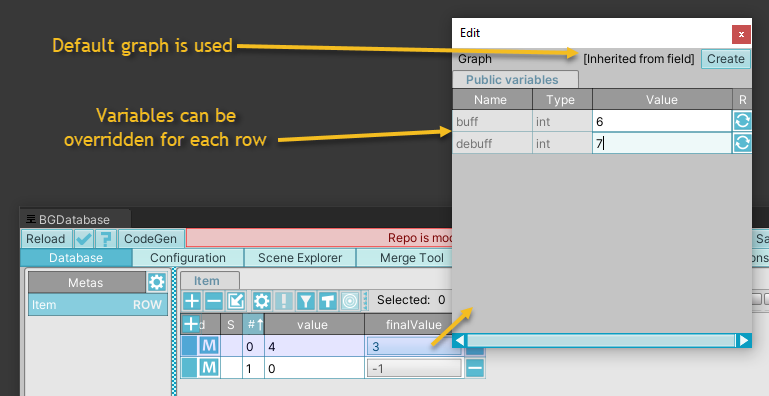 Edit
x
Default graph is used
Graph [Inherited from field] Create
Public variables
Name Type Value R
Variables can be
overridden for each row
buff int 6
debuff int 7
BGDatabase
Reload ? CodeGen Repo is mod Sa
Database Configuration Scene Explorer Merge Tool ons
Metas
Item
Item ROW
Selected: 0
d S #↑ value finalValue
M 0 4 3
M 1 0 -1